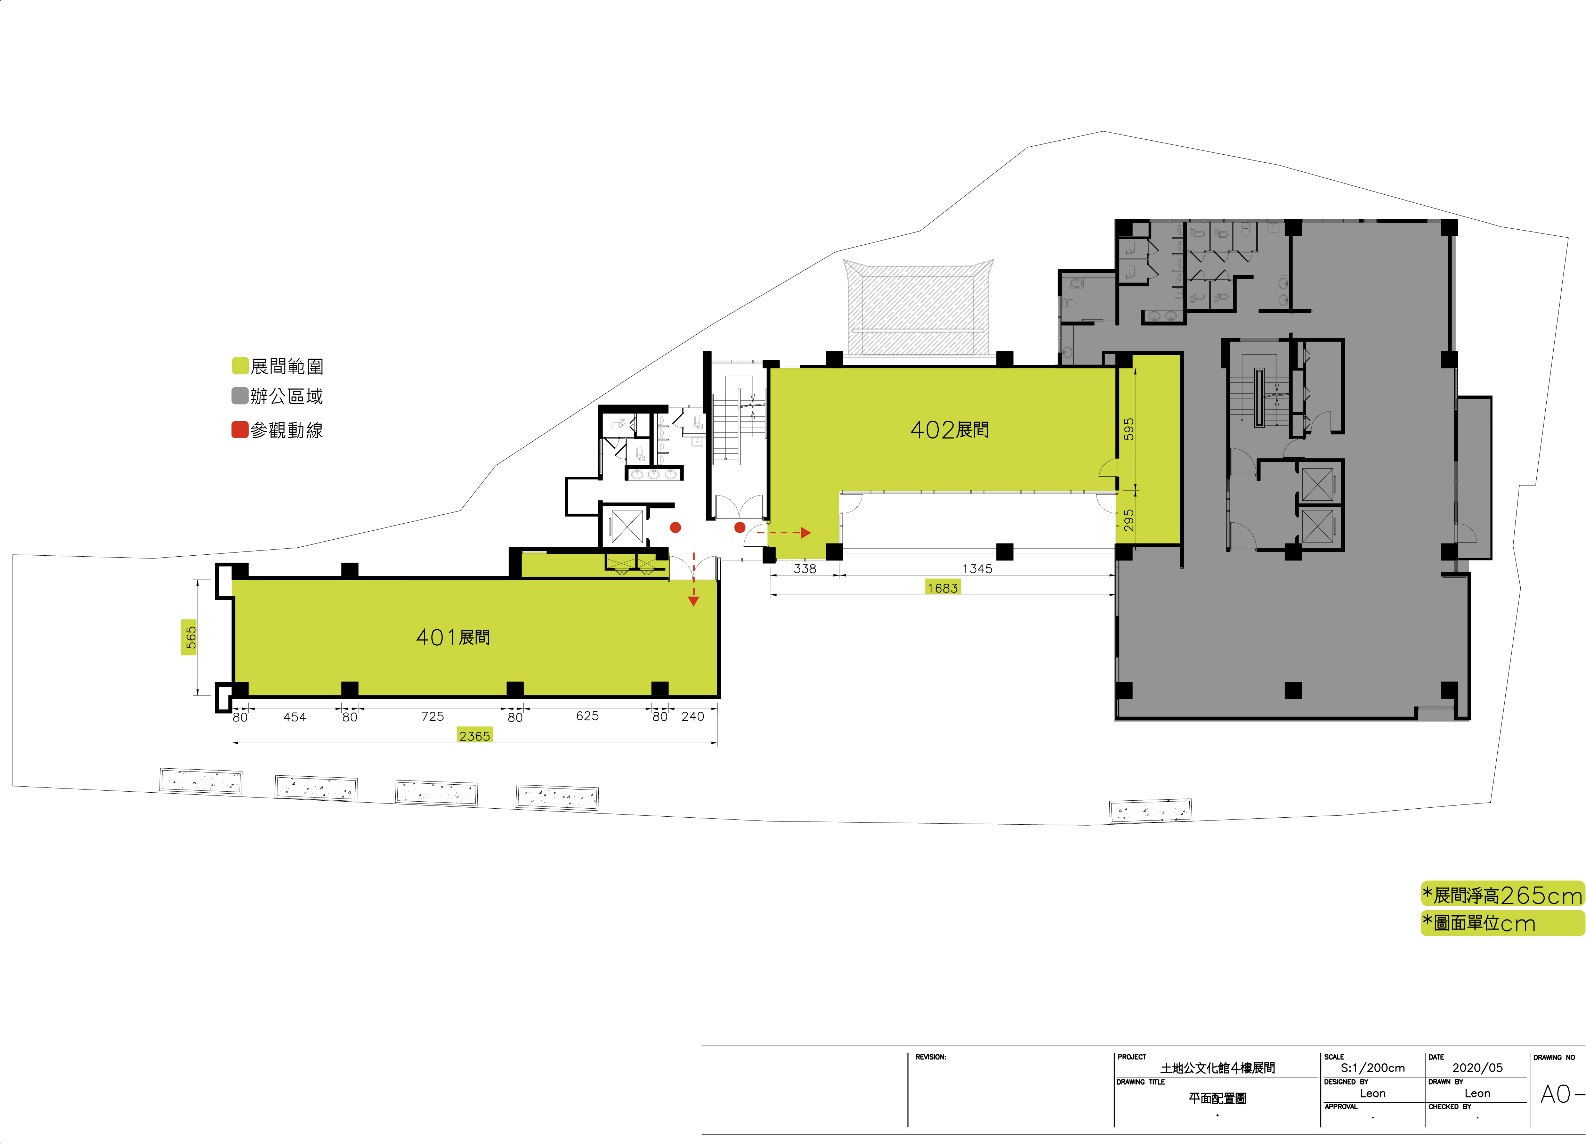 展間範圍
辦公區域
參觀動線
402展間
595
295
338
1345
1683
401展間
565
80
454
80
725
80
625
80
240
2365
*展間淨高265cm
*圖面單位cm
REVISION:
PROJECT
土地公文化館4樓展間
DRAWING TITLE
平面配置圖
SCALE
S:1/200cm
DATE
2020/05
DRAWING NO
A0-
DESIGNED BY
Leon
DRAWN BY
Leon
APPROVAL
CHECKED BY